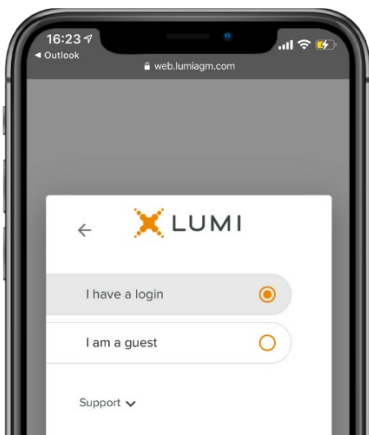 16:23
Outlook
web.lumiagm.com
LUMI
I have a login
I am a guest
Support